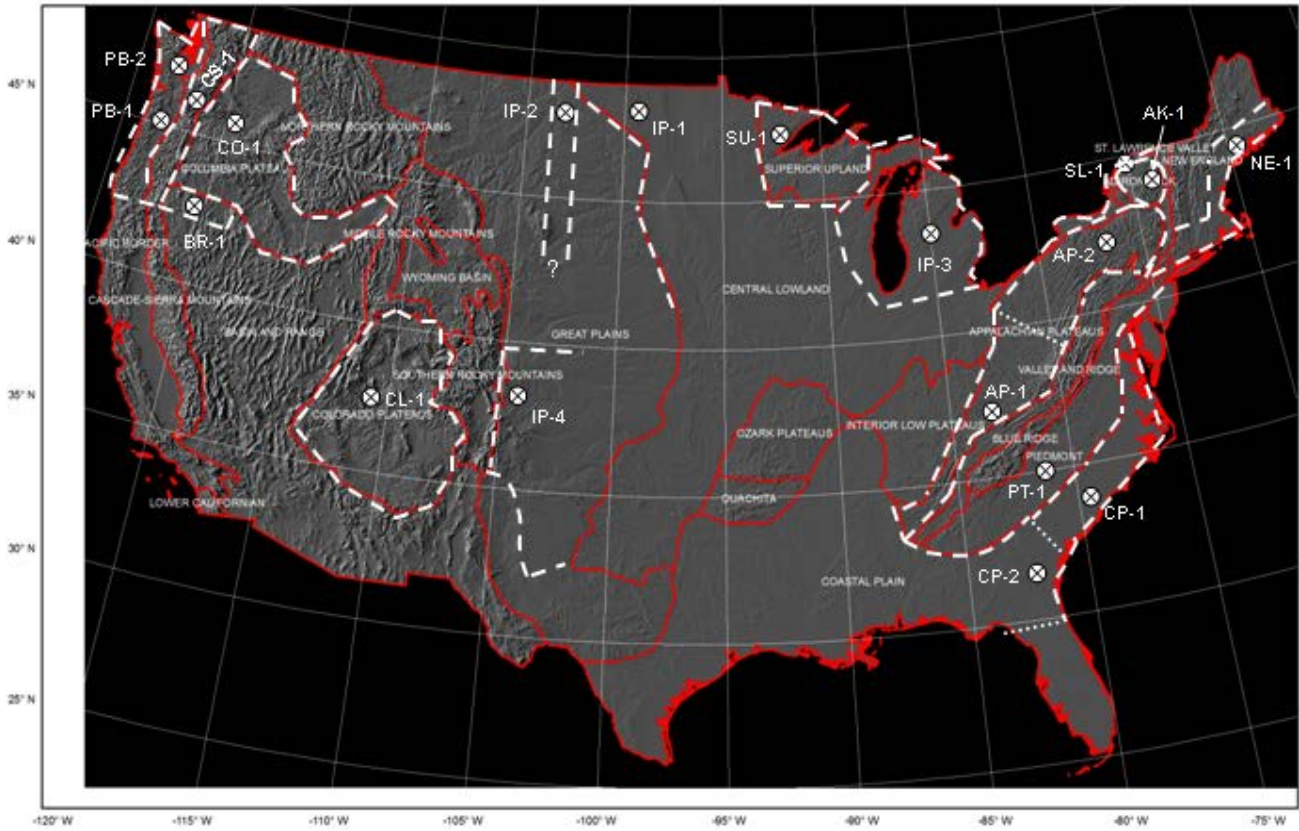 45° N
40° N
35° N
30° N
25° N
PB-2
CS-1
PB-1
CO-1
NORTHERN ROCKY MOUNTAINS
COLUMBIA PLATEAU
BR-1
PACIFIC BORDER
MIDDLE ROCKY MOUNTAINS
WYOMING BASIN
CASCADE-SIERRA MOUNTAINS
BASIN AND RANGE
IP-2
IP-1
?
GREAT PLAINS
SOUTHERN ROCKY MOUNTAINS
CL-1
COLORADO PLATEAUS
IP-4
LOWER CALIFORNIAN
SU-1
SUPERIOR UPLAND
IP-3
CENTRAL LOWLAND
AK-1
ST. LAWRENCE VALLEY
NEW ENGLAND
SL-1
NE-1
AP-2
APPALACHIAN PLATEAUS
VALLEY AND RIDGE
AP-1
OZARK PLATEAUS
INTERIOR LOW PLATEAUS
BLUE RIDGE
PIEDMONT
PT-1
OUACHITA
CP-1
CP-2
COASTAL PLAIN
-120° W
-115° W
-110° W
-105° W
-100° W
-95° W
-90° W
-85° W
-80° W
-75° W